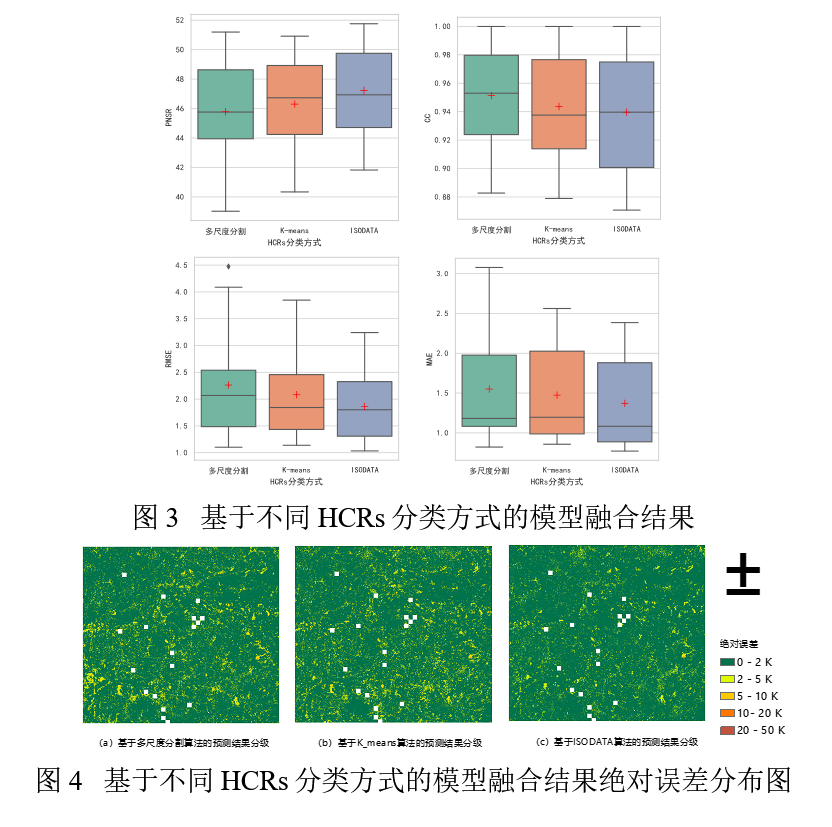 52
50
48
46
44
42
40
PNSR
多尺度分割 K-means ISODATA
HCRs分类方式
1.00
0.98
0.96
0.94
0.92
0.90
0.88
CC
多尺度分割 K-means ISODATA
HCRs分类方式
4.5
4.0
3.5
3.0
2.5
2.0
1.5
1.0
RMSE
多尺度分割 K-means ISODATA
HCRs分类方式
3.0
2.5
2.0
1.5
1.0
MAE
多尺度分割 K-means ISODATA
HCRs分类方式
图 3 基于不同 HCRs 分类方式的模型融合结果
±
绝对误差
0 - 2 K
2 - 5 K
5 - 10 K
10- 20 K
20 - 50 K
(a) 基于多尺度分割算法的预测结果分级
(b) 基于K_means算法的预测结果分级
(c) 基于ISODATA算法的预测结果分级
图 4 基于不同 HCRs 分类方式的模型融合结果绝对误差分布图